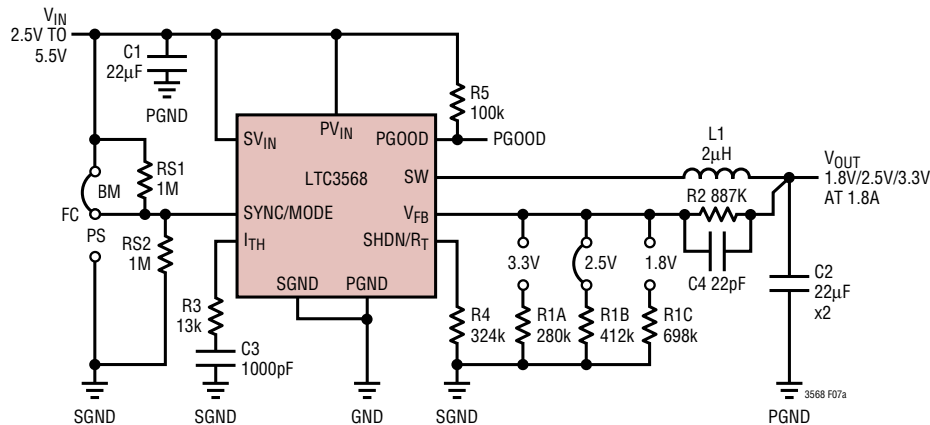 VIN
2.5V TO
5.5V
C1
22µF
PGND
R5
100k
SVIN
PVIN
PGOOD
PGOOD
LTC3568
SW
L1
2µH
VOUT
1.8V/2.5V/3.3V
AT 1.8A
RS1
1M
BM
FC
PS
SYNC/MODE
VFB
R2 887K
C4 22pF
RS2
1M
ITH
SHDN/RT
3.3V
2.5V
1.8V
C2
22µF
x2
SGND
PGND
R3
13k
R4
324k
R1A
280k
R1B
412k
R1C
698k
C3
1000pF
3568 F07a
SGND
SGND
GND
SGND
PGND